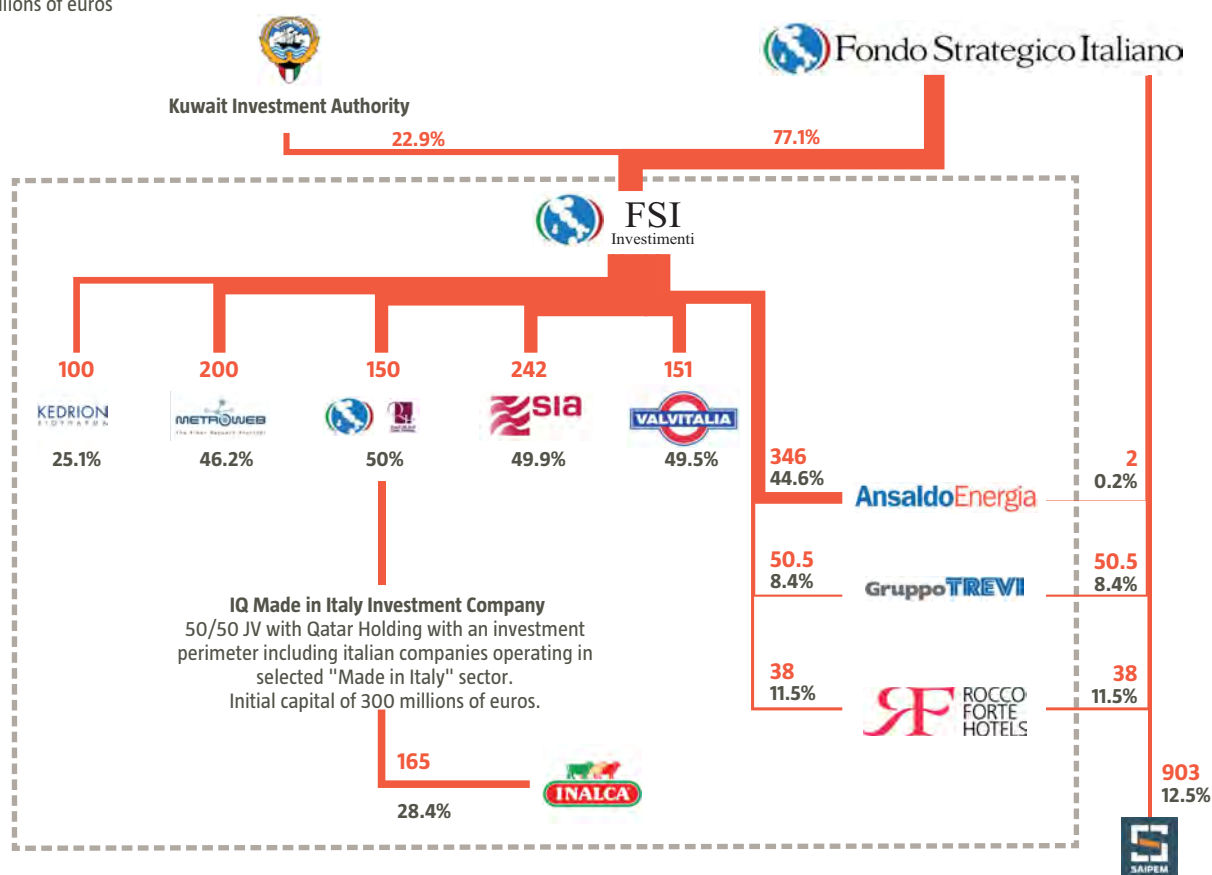 llions of euros
Fondo Strategico Italiano
Kuwait Investment Authority
22.9%
77.1%
FSI
Investimenti
100
200
150
242
151
KEDRION
METROWEB
sia
VALVITALIA
25.1%
46.2%
50%
49.9%
49.5%
346
44.6%
AnsaldoEnergia
2
0.2%
50.5
8.4%
GruppoTREVI
50.5
8.4%
IQ Made in Italy Investment Company
50/50 JV with Qatar Holding with an investment
perimeter including italian companies operating in
selected "Made in Italy" sector.
Initial capital of 300 millions of euros.
38
11.5%
ROCCO
FORTE
HOTELS
38
11.5%
165
28.4%
INALCA
903
12.5%
SAIPEM